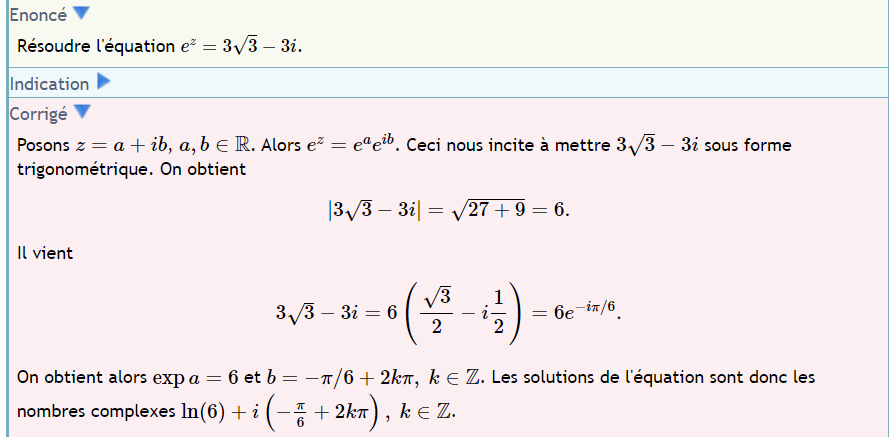 Enoncé
Résoudre l'équation $e^z = 3\sqrt{3} - 3i$.
Indication
Corrigé
Posons $z = a + ib$, $a, b \in \mathbb{R}$. Alors $e^z = e^a e^{ib}$. Ceci nous incite à mettre $3\sqrt{3} - 3i$ sous forme
trigonométrique. On obtient
$|3\sqrt{3} - 3i| = \sqrt{27 + 9} = 6.$
Il vient
$3\sqrt{3} - 3i = 6\left(\frac{\sqrt{3}}{2} - i\frac{1}{2}\right) = 6e^{-i\pi/6}.$
On obtient alors $\exp a = 6$ et $b = -\pi/6 + 2k\pi,\ k \in \mathbb{Z}$. Les solutions de l'équation sont donc les
nombres complexes $\ln(6) + i\left(-\frac{\pi}{6} + 2k\pi\right),\ k \in \mathbb{Z}$.